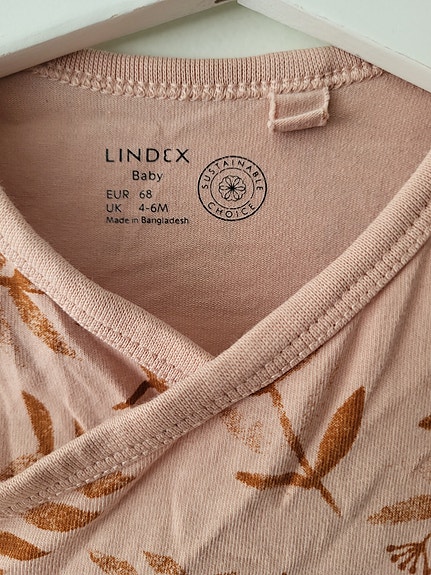 LINDEX
Baby
EUR 68
UK 4-6M
Made in Bangladesh
SUSTAINABLE
CHOICE